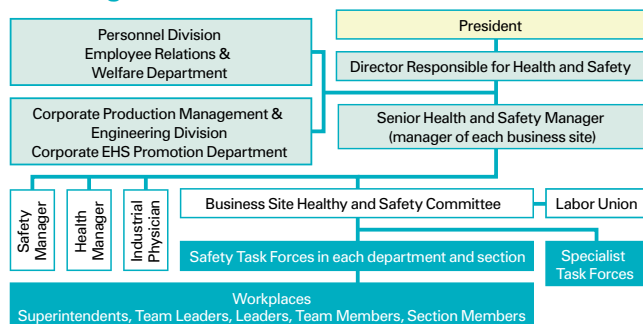 President
Personnel Division
Employee Relations &
Welfare Department
Director Responsible for Health and Safety
Corporate Production Management &
Engineering Division
Corporate EHS Promotion Department
Senior Health and Safety Manager
(manager of each business site)
Safety
Manager
Health
Manager
Industrial
Physician
Business Site Healthy and Safety Committee
Labor Union
Safety Task Forces in each department and section
Specialist
Task Forces
Workplaces
Superintendents, Team Leaders, Leaders, Team Members, Section Members